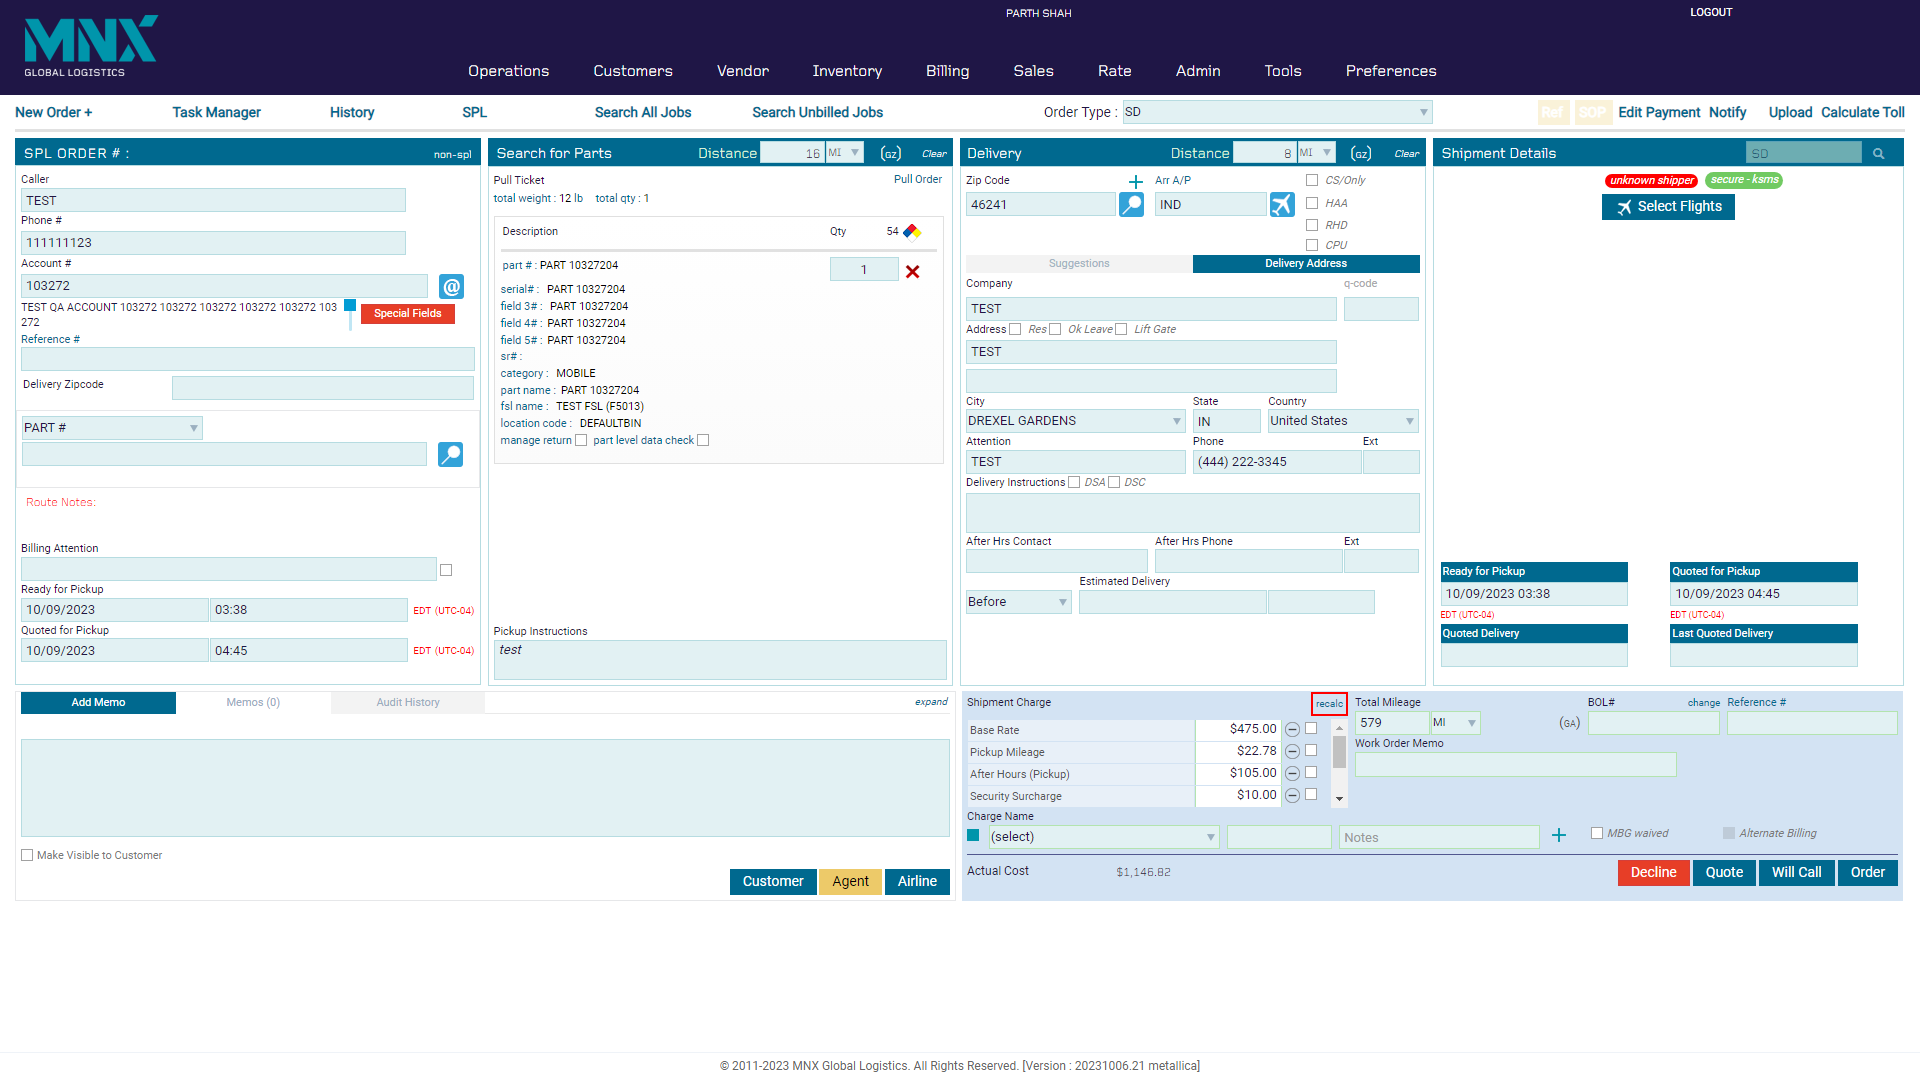 PARTH SHAH
LOGOUT
MNX
GLOBAL LOGISTICS
Operations Customers Vendor Inventory Billing Sales Rate Admin Tools Preferences
New Order + Task Manager History SPL Search All Jobs Search Unbilled Jobs Order Type : SD Ref SOP Edit Payment Notify Upload Calculate Toll
SPL ORDER # : non-spl
Caller
TEST
Phone #
111111123
Account #
103272
@
TEST QA ACCOUNT 103272 103272 103272 103272 103272 103
272
Special Fields
Reference #
Delivery Zipcode
PART #
Route Notes:
Billing Attention
Ready for Pickup
10/09/2023 03:38 EDT (UTC-04)
Quoted for Pickup
10/09/2023 04:45 EDT (UTC-04)
Search for Parts Distance 16 MI (GZ) Clear
Pull Ticket Pull Order
total weight : 12 lb total qty : 1
Description Qty 54
part # : PART 10327204 1
serial# : PART 10327204
field 3# : PART 10327204
field 4# : PART 10327204
field 5# : PART 10327204
sr# :
category : MOBILE
part name : PART 10327204
fsl name : TEST FSL (F5013)
location code : DEFAULTBIN
manage return part level data check
Pickup Instructions
test
Delivery Distance 8 MI (GZ) Clear
Zip Code Arr A/P CS/Only
46241 IND HAA
RHD
CPU
Suggestions Delivery Address
Company q-code
TEST
Address Res Ok Leave Lift Gate
TEST
City State Country
DREXEL GARDENS IN United States
Attention Phone Ext
TEST (444) 222-3345
Delivery Instructions DSA DSC
After Hrs Contact After Hrs Phone Ext
Estimated Delivery
Before
Shipment Details SD
unknown shipper secure - ksms
Select Flights
Ready for Pickup Quoted for Pickup
10/09/2023 03:38 10/09/2023 04:45
EDT (UTC-04) EDT (UTC-04)
Quoted Delivery Last Quoted Delivery
Add Memo Memos (0) Audit History expand
Make Visible to Customer
Customer Agent Airline
Shipment Charge recalc Total Mileage BOL# change Reference #
579 MI (GA)
Base Rate $475.00
Pickup Mileage $22.78
After Hours (Pickup) $105.00
Security Surcharge $10.00
Work Order Memo
Charge Name
(select) Notes MBG waived Alternate Billing
Actual Cost $1,146.82
Decline Quote Will Call Order
© 2011-2023 MNX Global Logistics. All Rights Reserved. [Version : 20231006.21 metallica]